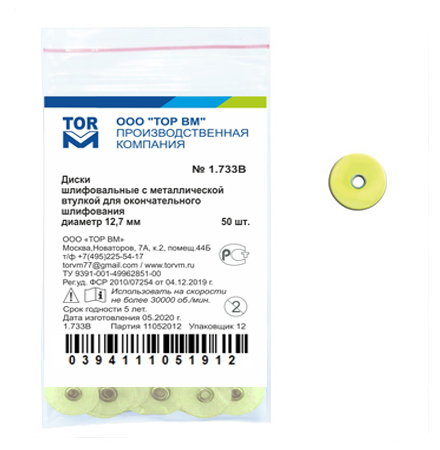 TOR
ООО "ТОР ВМ"
ПРОИЗВОДСТВЕННАЯ
КОМПАНИЯ
№ 1.733В
Диски
шлифовальные с металлической
втулкой для окончательного
шлифования
диаметр 12,7 мм 50 шт.
ООО «ТОР ВМ»
Москва,Новаторов, 7А, к.2, помещ.44Б
т/ф +7(495)225-54-17
torvm77@gmail.com / www.torvm.ru
ТУ 9391-001-49962851-00
Рег.уд. ФСР 2010/07254 от 04.12.2019 г.
Использовать на скорости
не более 30000 об./мин.
Срок годности 5 лет.
Дата изготовления 05.2020 г.
2
1.733В Партия 11052012 Упаковщик 12
0394111051912